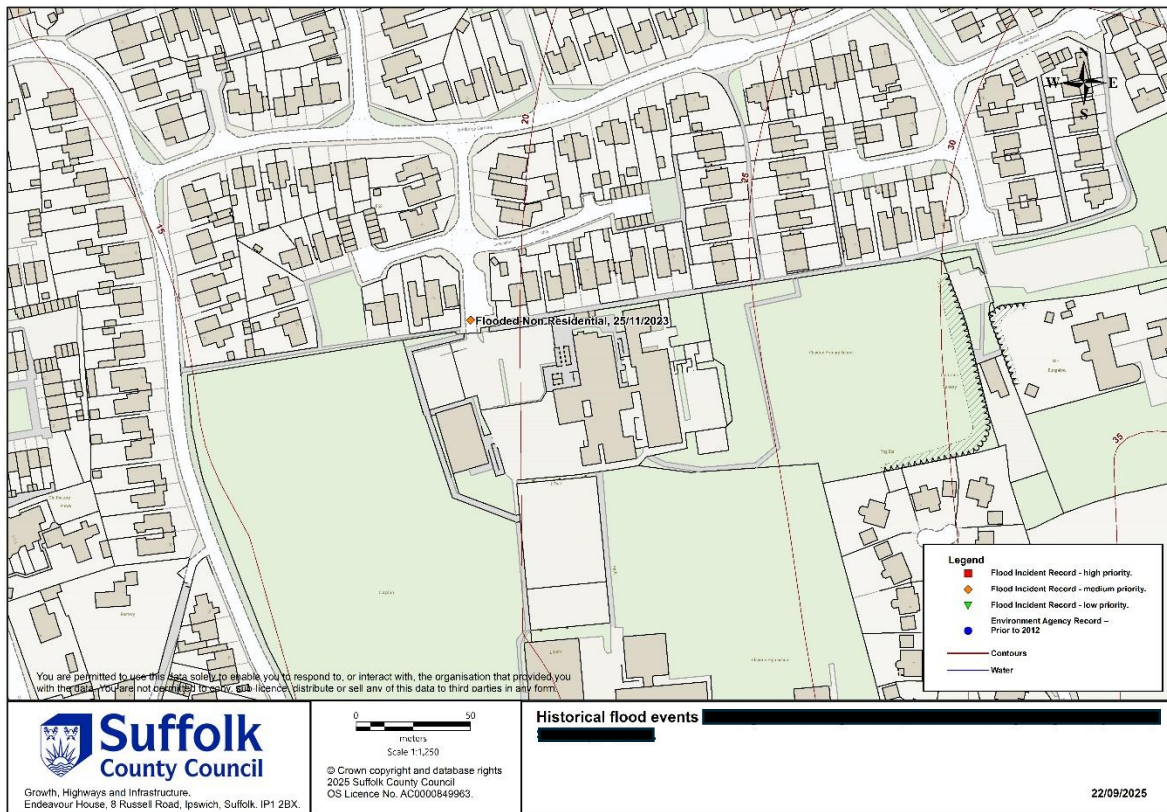 N
W E
S
20
30
25
15
Flooded Non Residential, 25/11/2023
35
Legend
Flood Incident Record - high priority.
Flood Incident Record - medium priority.
Flood Incident Record - low priority.
Environment Agency Record –
Prior to 2012
Contours
Water
You are permitted to use this data solely to enable you to respond to, or interact with, the organisation that provided you
with the data. You are not permitted to copy, sub-licence, distribute or sell any of this data to third parties in any form.
Suffolk
County Council
Growth, Highways and Infrastructure.
Endeavour House, 8 Russell Road, Ipswich, Suffolk. IP1 2BX.
0 50
meters
Scale 1:1,250
© Crown copyright and database rights
2025 Suffolk County Council
OS Licence No. AC0000849963.
Historical flood events
22/09/2025